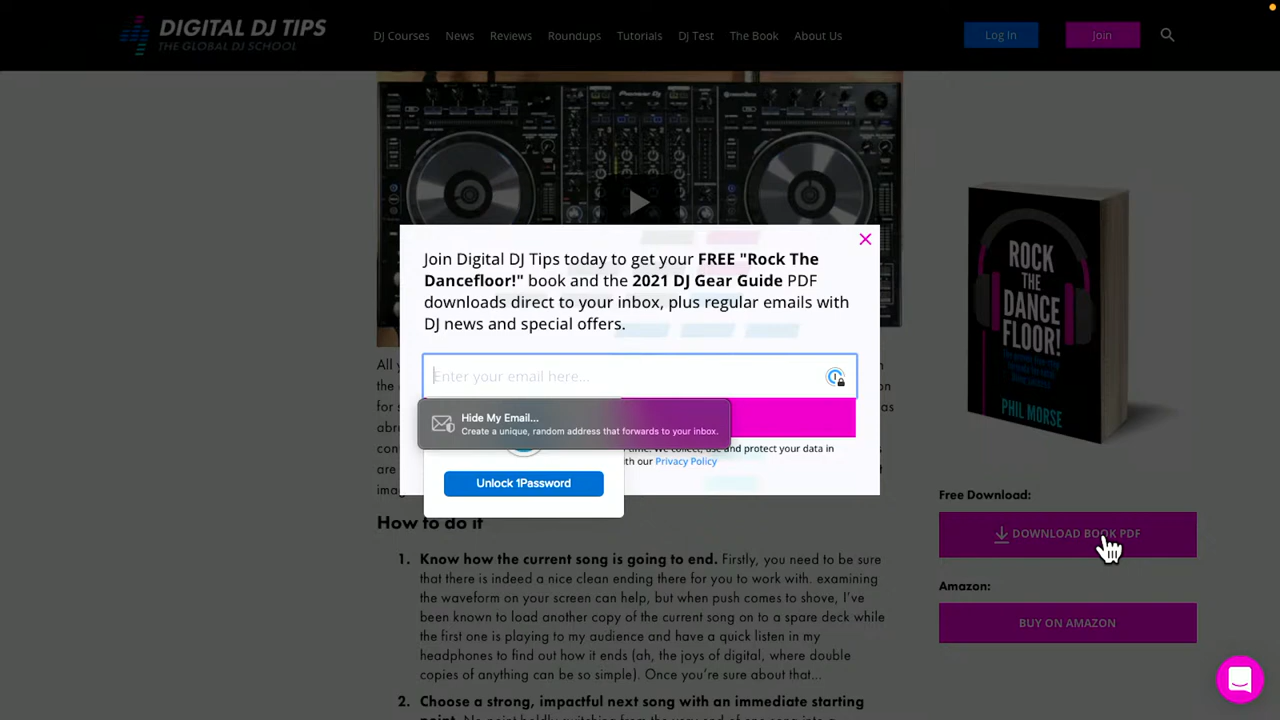 DIGITAL DJ TIPS
THE GLOBAL DJ SCHOOL
DJ Courses
News
Reviews
Roundups
Tutorials
DJ Test
The Book
About Us
Log In
Join
Pioneer DJ
Join Digital DJ Tips today to get your FREE "Rock The
Dancefloor!" book and the 2021 DJ Gear Guide PDF
downloads direct to your inbox, plus regular emails with
DJ news and special offers.
Enter your email here...
Hide My Email...
Create a unique, random address that forwards to your inbox.
time. We collect, use and protect your data in
th our Privacy Policy
Unlock 1Password
All y
the
for
abr
con
are
ima
How to do it
1. Know how the current song is going to end. Firstly, you need to be sure
that there is indeed a nice clean ending there for you to work with. examining
the waveform on your screen can help, but when push comes to shove, I've
been known to load another copy of the current song on to a spare deck while
the first one is playing to my audience and have a quick listen in my
headphones to find out how it ends (ah, the joys of digital, where double
copies of anything can be so simple). Once you're sure about that...
2. Choose a strong, impactful next song with an immediate starting
ROCK
THE
DANCE
FLOOR!
PHIL MORSE
Free Download:
DOWNLOAD BOOK PDF
Amazon:
BUY ON AMAZON